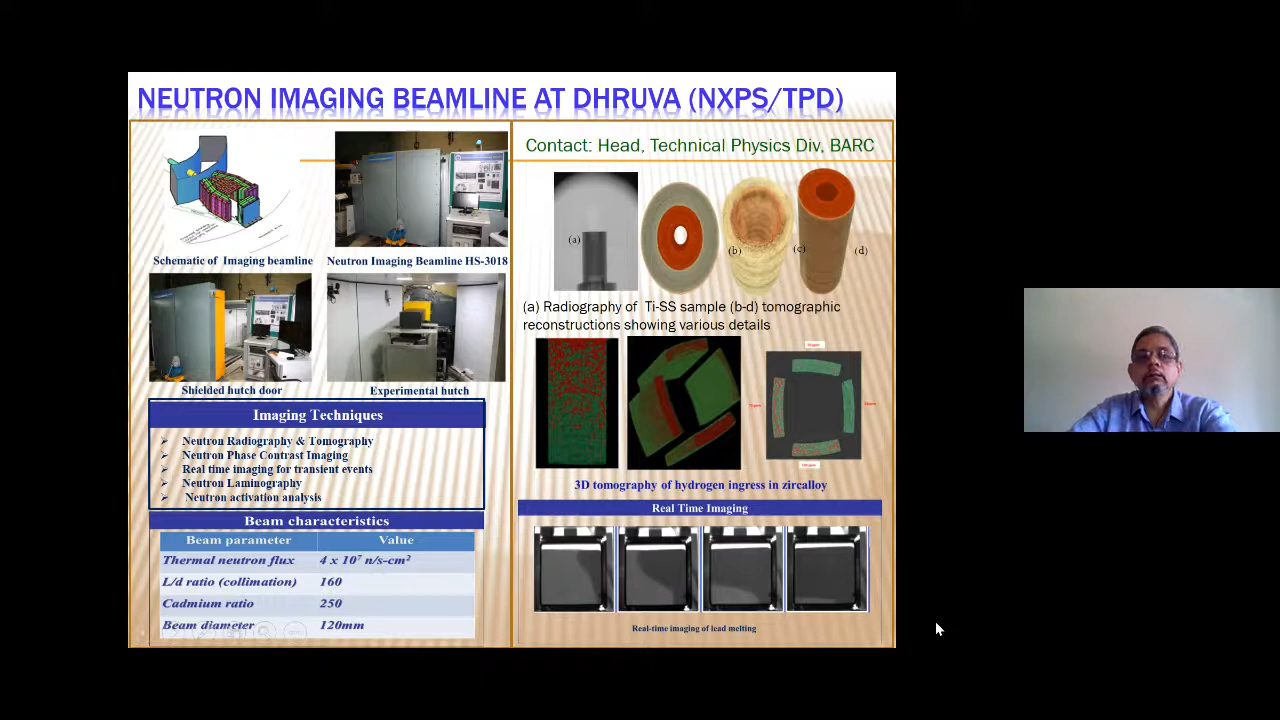 NEUTRON IMAGING BEAMLINE AT DHRUVA (NXPS/TPD)
Schematic of Imaging beamline
Neutron Imaging Beamline HS-3018
Shielded hutch door
Experimental hutch
Imaging Techniques
➢ Neutron Radiography & Tomography
➢ Neutron Phase Contrast Imaging
➢ Real time imaging for transient events
➢ Neutron Laminography
➢ Neutron activation analysis
Beam characteristics
Beam parameter Value
Thermal neutron flux 4 x 10⁷ n/s-cm²
L/d ratio (collimation) 160
Cadmium ratio 250
Beam diameter 120mm
Contact: Head, Technical Physics Div, BARC
(a)
(b)
(c)
(d)
(a) Radiography of Ti-SS sample (b-d) tomographic
reconstructions showing various details
3D tomography of hydrogen ingress in zircalloy
Real Time Imaging
Real-time imaging of lead melting